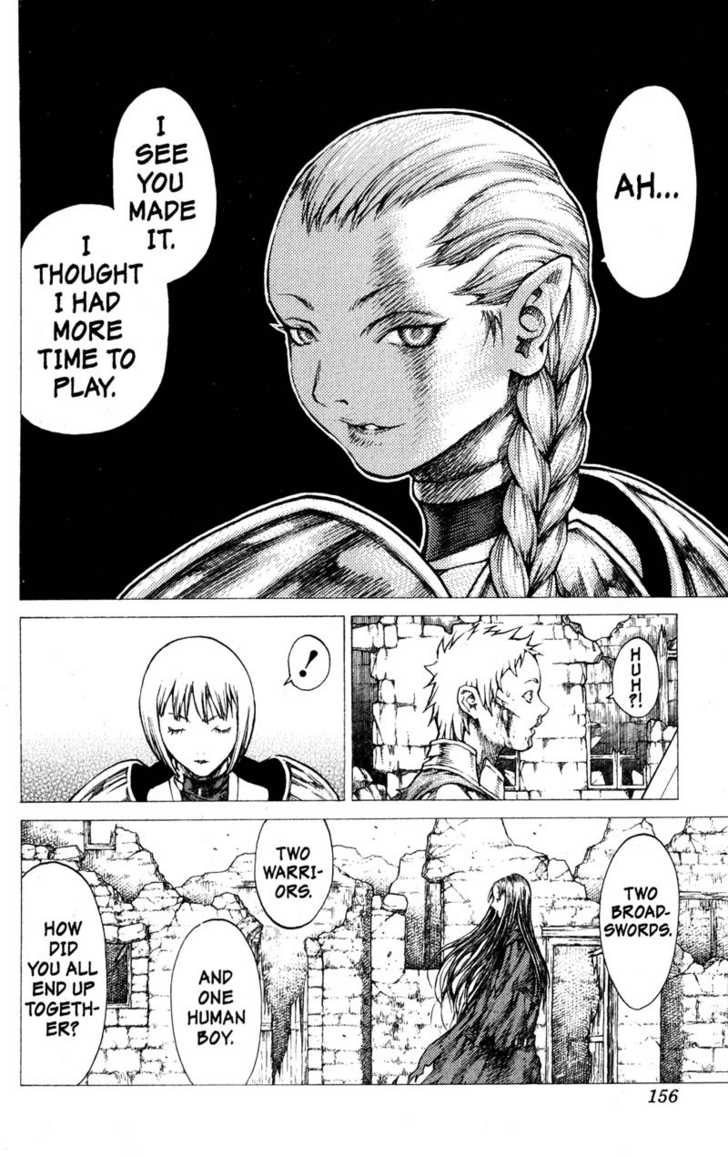 AH...
I
SEE
YOU
MADE
IT.
I
THOUGHT
I HAD
MORE
TIME TO
PLAY.
HUH?!
!
TWO
BROAD-
SWORDS.
TWO
WARRI-
ORS.
AND
ONE
HUMAN
BOY.
HOW
DID
YOU ALL
END UP
TOGETH-
ER?
156